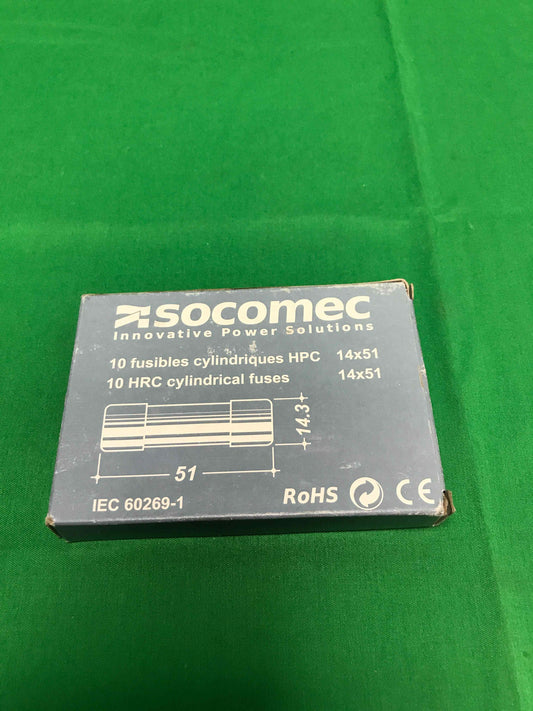 socomec
Innovative Power Solutions
10 fusibles cylindriques HPC 14x51
10 HRC cylindrical fuses 14x51
14.3
51
IEC 60269-1
RoHS CE